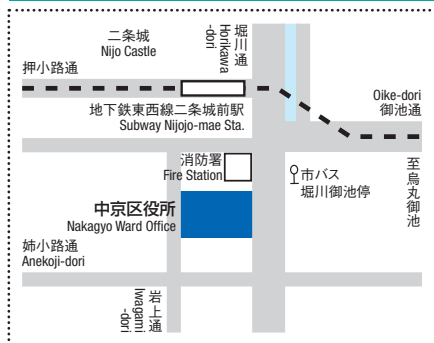 二条城
Nijo Castle
堀川通
Horikawa
-dori
押小路通
Oike-dori
御池通
地下鉄東西線二条城前駅
Subway Nijojo-mae Sta.
消防署
Fire Station
市バス
堀川御池停
至烏丸御池
中京区役所
Nakagyo Ward Office
姉小路通
Anekoji-dori
岩上通
Iwagami
-dori